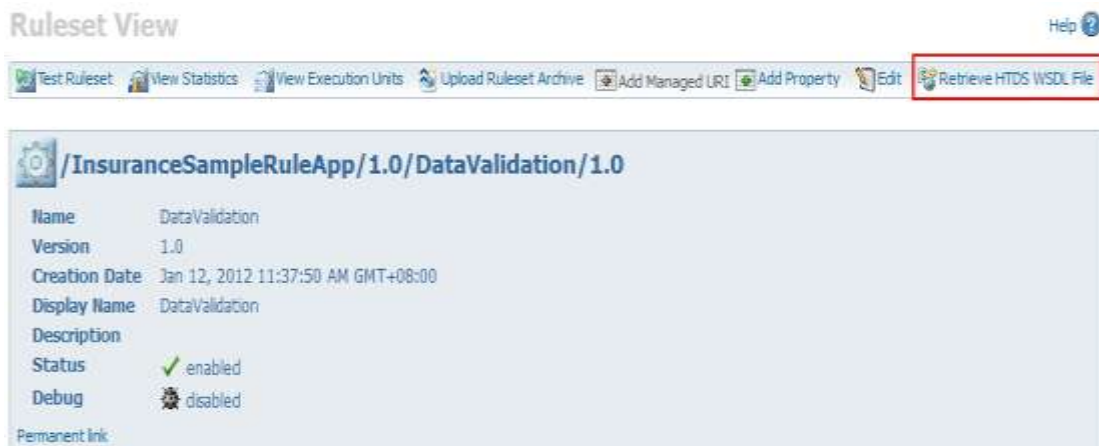 Ruleset View
Help
Test Ruleset View Statistics View Execution Units Upload Ruleset Archive Add Managed URI Add Property Edit Retrieve HTDS WSDL File
/InsuranceSampleRuleApp/1.0/DataValidation/1.0
Name DataValidation
Version 1.0
Creation Date Jan 12, 2012 11:37:50 AM GMT+08:00
Display Name DataValidation
Description
Status enabled
Debug disabled
Permanent link